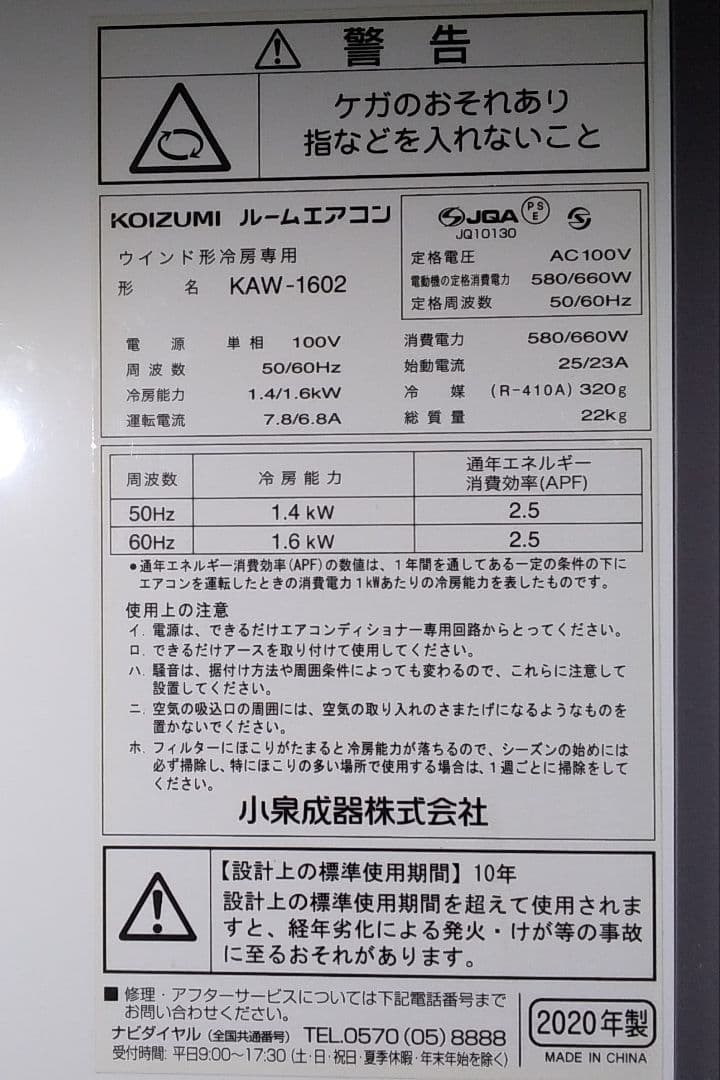 警告
ケガのおそれあり
指などを入れないこと
KOIZUMI ルームエアコン
ウインド形冷房専用
形 名 KAW-1602
JQA PSE S
JQ10130
定格電圧 AC100V
電動機の定格消費電力 580/660W
定格周波数 50/60Hz
電源 単相 100V
周波数 50/60Hz
冷房能力 1.4/1.6kW
運転電流 7.8/6.8A
消費電力 580/660W
始動電流 25/23A
冷媒 (R-410A) 320g
総質量 22kg
周波数 冷房能力 通年エネルギー
消費効率(APF)
50Hz 1.4 kW 2.5
60Hz 1.6 kW 2.5
●通年エネルギー消費効率(APF)の数値は、1年間を通してある一定の条件の下に
エアコンを運転したときの消費電力1kWあたりの冷房能力を表したものです。
使用上の注意
イ. 電源は、できるだけエアコンディショナー専用回路からとってください。
ロ. できるだけアースを取り付けて使用してください。
ハ. 騒音は、据付け方法や周囲条件によっても変わるので、これらに注意して
設置してください。
ニ. 空気の吸込口の周囲には、空気の取り入れのさまたげになるようなものを
置かないでください。
ホ. フィルターにほこりがたまると冷房能力が落ちるので、シーズンの始めには
必ず掃除し、特にほこりの多い場所で使用する場合は、1週ごとに掃除をして
ください。
小泉成器株式会社
【設計上の標準使用期間】10年
設計上の標準使用期間を超えて使用されま
すと、経年劣化による発火・けが等の事故
に至るおそれがあります。
■修理・アフターサービスについては下記電話番号まで
お問い合わせください。
ナビダイヤル (全国共通番号) TEL.0570(05)8888
受付時間: 平日9:00〜17:30 (土・日・祝日・夏季休暇・年末年始を除く)
2020年製
MADE IN CHINA